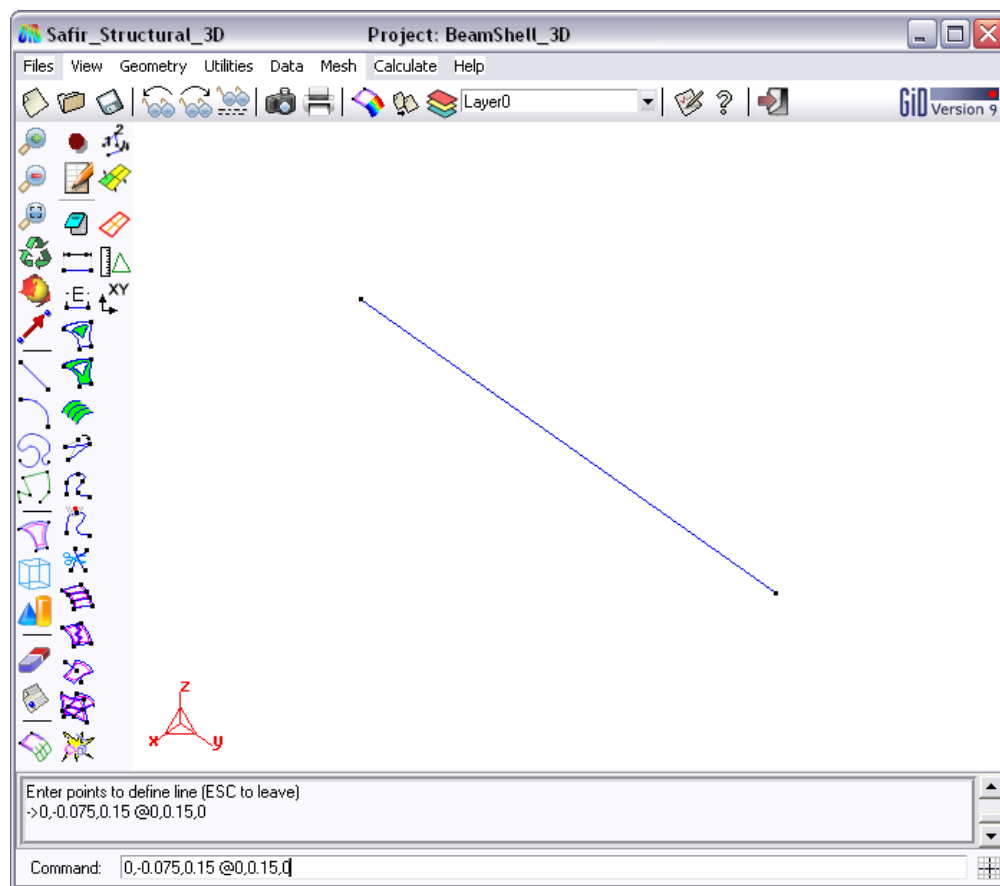 Safir_Structural_3D Project: BeamShell_3D
Files View Geometry Utilities Data Mesh Calculate Help
Layer0
GiD Version 9
2
E
XY
z
x
y
Enter points to define line (ESC to leave)
->0,-0.075,0.15 @0,0.15,0
Command: 0,-0.075,0.15 @0,0.15,0